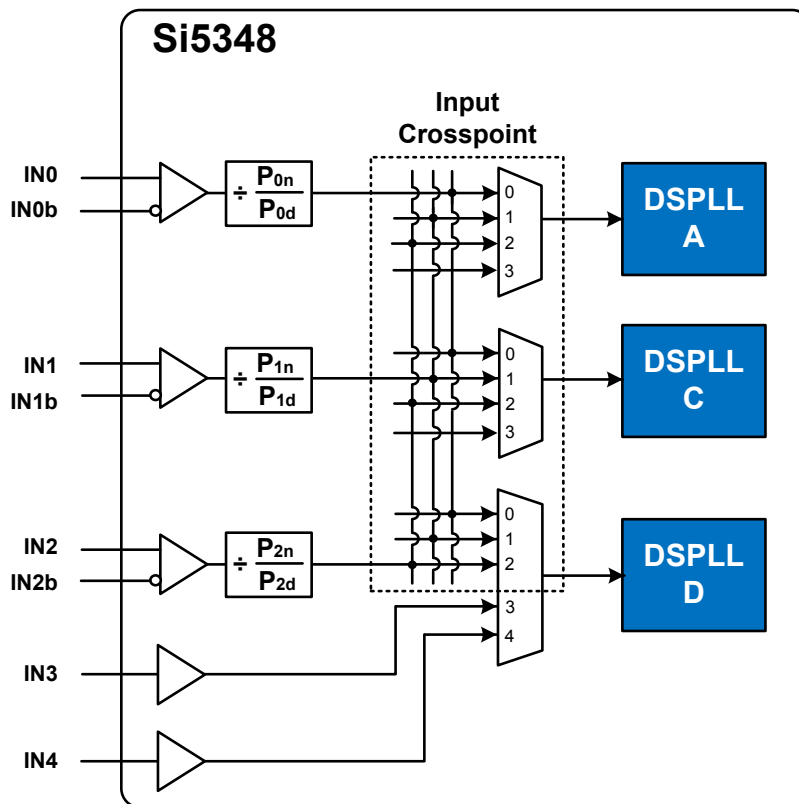 Si5348
Input
Crosspoint
IN0
IN0b
÷ P0n
P0d
0
1
2
3
DSPLL
A
IN1
IN1b
÷ P1n
P1d
0
1
2
3
DSPLL
C
IN2
IN2b
÷ P2n
P2d
0
1
2
3
4
DSPLL
D
IN3
IN4